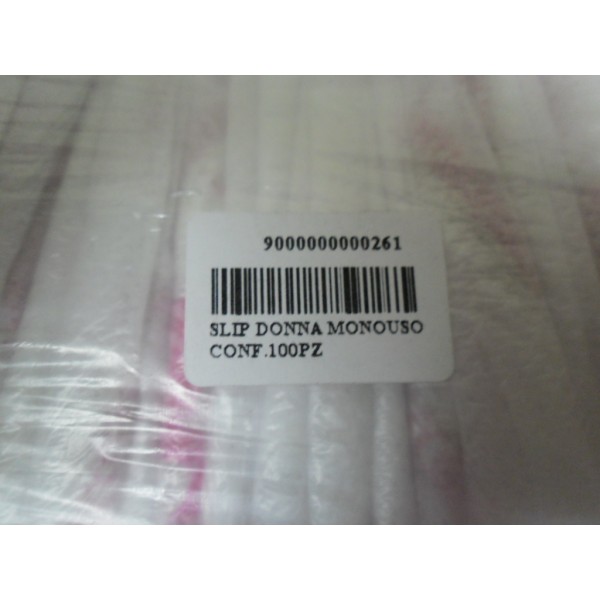 9000000000261
SLIP DONNA MONOUSO
CONF.100PZ